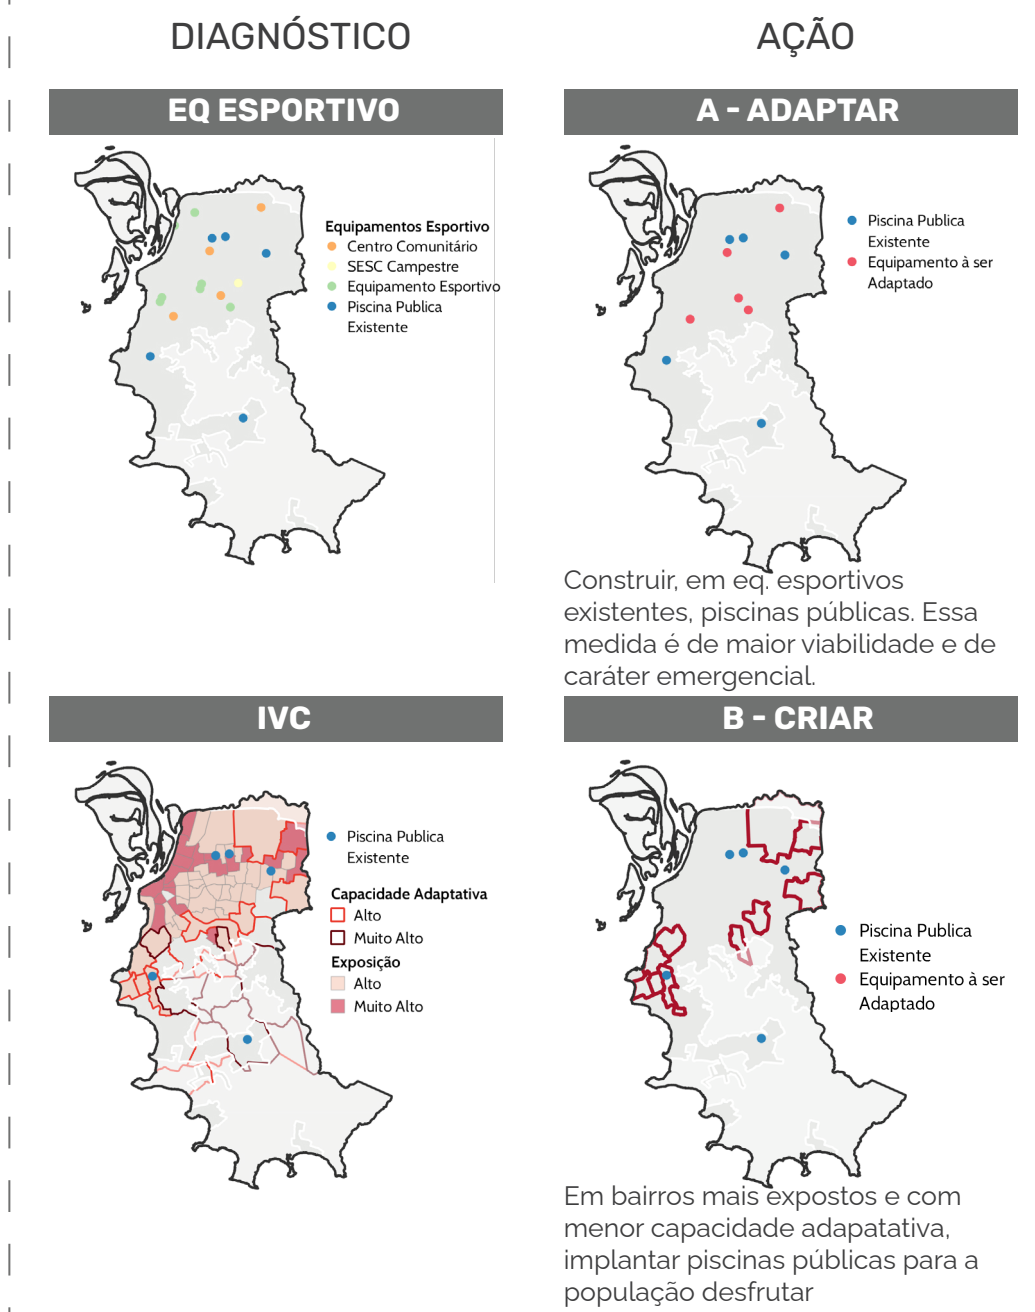 DIAGNÓSTICO
AÇÃO
EQ ESPORTIVO
Equipamentos Esportivo
Centro Comunitário
SESC Campestre
Equipamento Esportivo
Piscina Publica
Existente
A - ADAPTAR
Piscina Publica
Existente
Equipamento à ser
Adaptado
Construir, em eq. esportivos
existentes, piscinas públicas. Essa
medida é de maior viabilidade e de
caráter emergencial.
IVC
Piscina Publica
Existente
Capacidade Adaptativa
Alto
Muito Alto
Exposição
Alto
Muito Alto
B - CRIAR
Piscina Publica
Existente
Equipamento à ser
Adaptado
Em bairros mais expostos e com
menor capacidade adapatativa,
implantar piscinas públicas para a
população desfrutar